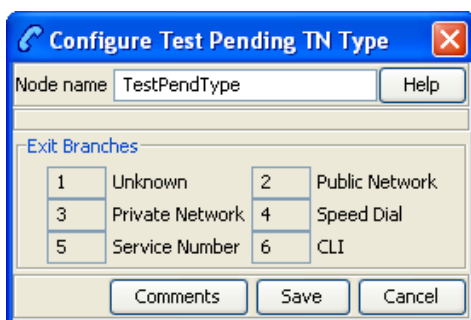 Configure Test Pending TN Type
Node name TestPendType Help
Exit Branches
1 Unknown 2 Public Network
3 Private Network 4 Speed Dial
5 Service Number 6 CLI
Comments Save Cancel